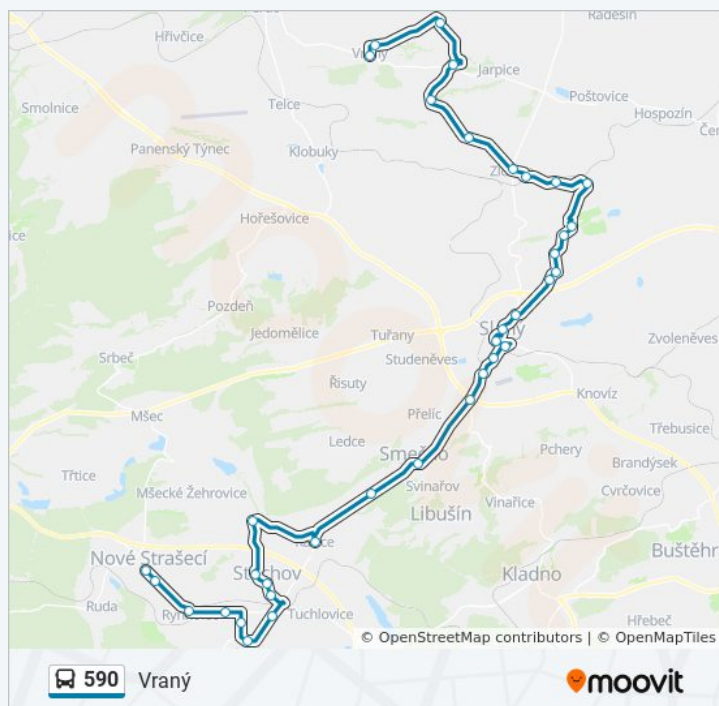 Radešín
Hřivčice
Vraný
Jarpice
Smolnice
Telce
Poštovice
Hospozín
Panenský Týnec
Klobuky
Hořešovice
Pozdeň
Jedomělice
Tuřany
Slaný
Studeněves
Zvoleněves
Srbeč
Řisuty
Knovíz
Mšec
Přelíc
Třebusice
Ledce
Smečno
Pchery
Brandýsek
Třtice
Svinařov
Cvrčovice
Mšecké Žehrovice
Vinařice
Libušín
Nové Strašecí
Buštěhr
Stochov
Kladno
Ruda
Tuchlovice
Hřebeč
© OpenStreetMap contributors | © OpenMapTiles
590 Vraný
moovit